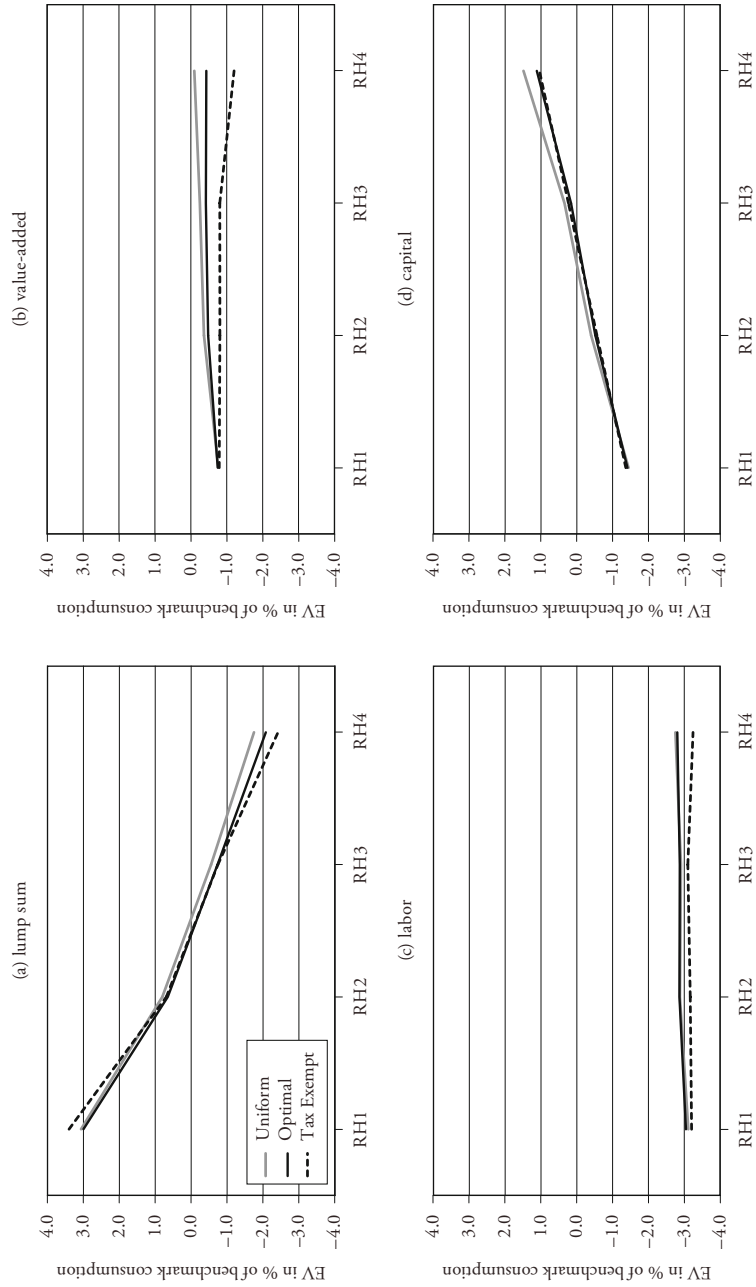 (a) lump sum
EV in % of benchmark consumption
4.0
3.0
2.0
1.0
0.0
−1.0
−2.0
−3.0
−4.0
RH1 RH2 RH3 RH4
Uniform
Optimal
Tax Exempt
(b) value-added
EV in % of benchmark consumption
4.0
3.0
2.0
1.0
0.0
−1.0
−2.0
−3.0
−4.0
RH1 RH2 RH3 RH4
(c) labor
EV in % of benchmark consumption
4.0
3.0
2.0
1.0
0.0
−1.0
−2.0
−3.0
−4.0
RH1 RH2 RH3 RH4
(d) capital
EV in % of benchmark consumption
4.0
3.0
2.0
1.0
0.0
−1.0
−2.0
−3.0
−4.0
RH1 RH2 RH3 RH4